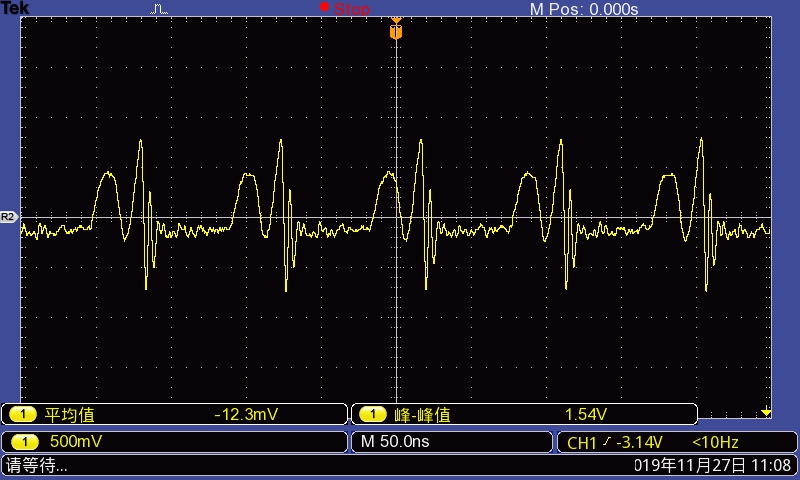 Tek Stop M Pos: 0.000s
T
R2
1 平均值 -12.3mV 1 峰-峰值 1.54V
1 500mV M 50.0ns CH1 -3.14V <10Hz
请等待... 019年11月27日 11:08